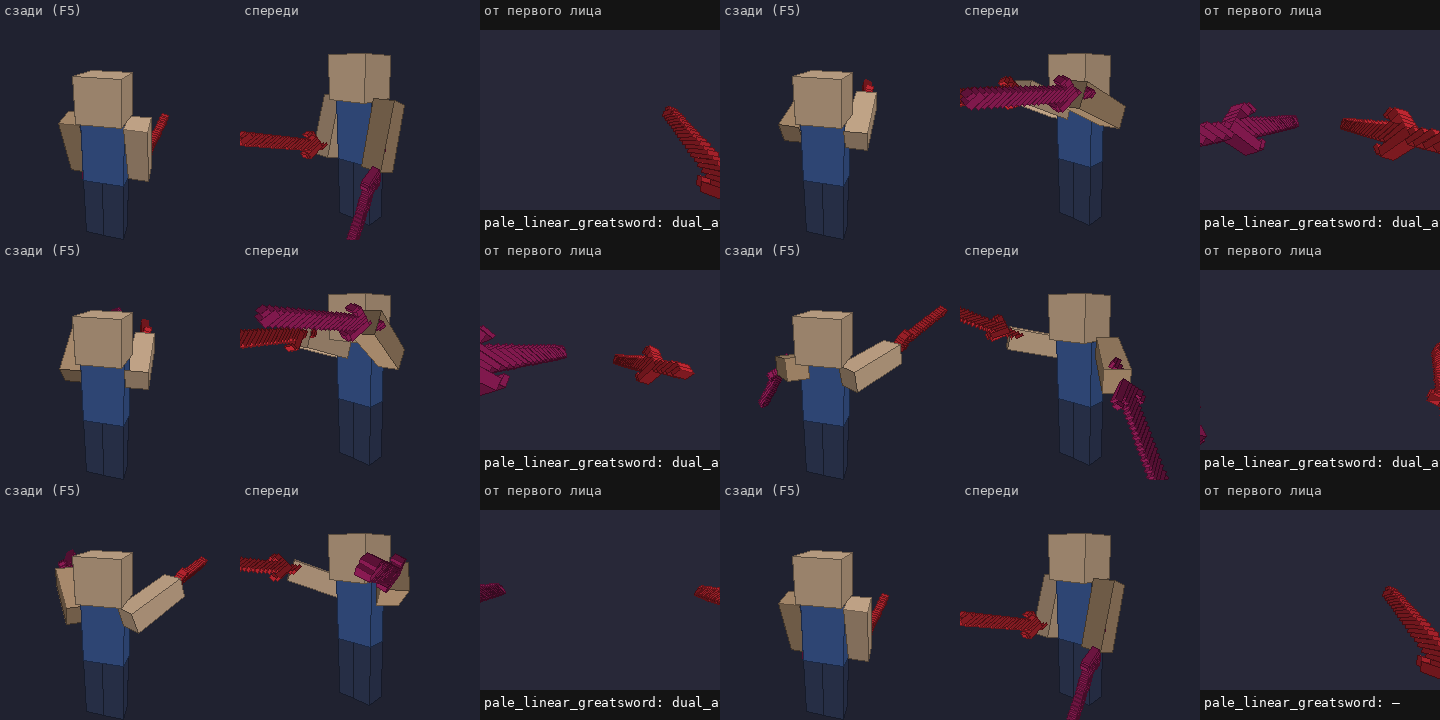 сзади (F5) спереди от первого лица сзади (F5) спереди от первого лица
pale_linear_greatsword: dual_a pale_linear_greatsword: dual_a
сзади (F5) спереди от первого лица сзади (F5) спереди от первого лица
pale_linear_greatsword: dual_a pale_linear_greatsword: dual_a
сзади (F5) спереди от первого лица сзади (F5) спереди от первого лица
pale_linear_greatsword: dual_a pale_linear_greatsword: —